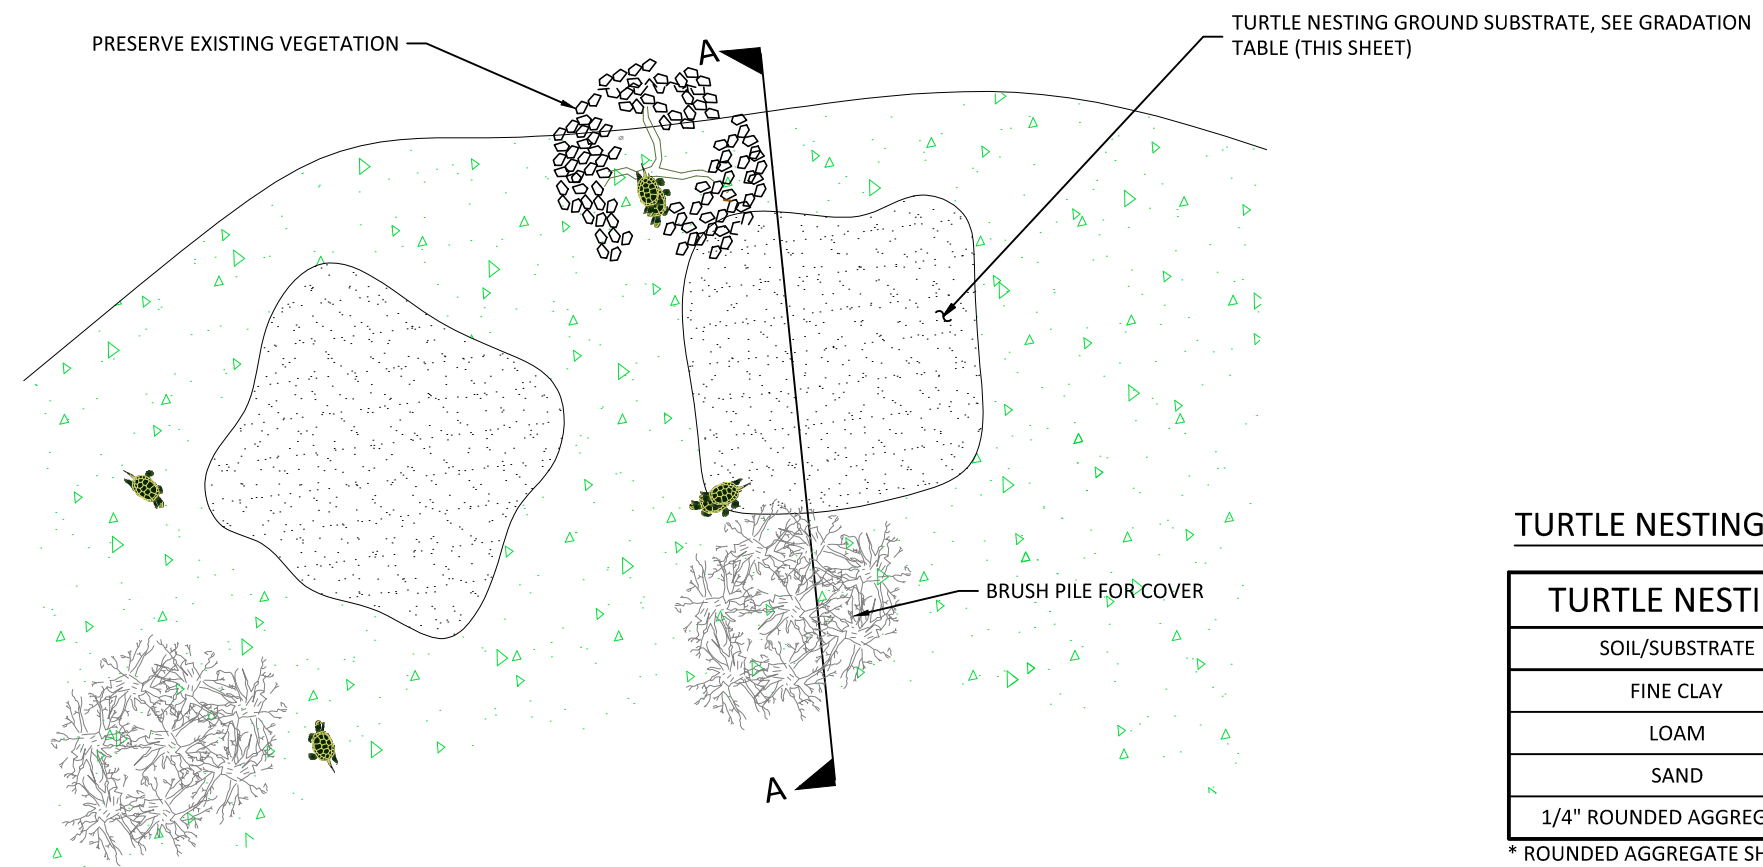 PRESERVE EXISTING VEGETATION
A
TURTLE NESTING GROUND SUBSTRATE, SEE GRADATION
TABLE (THIS SHEET)
BRUSH PILE FOR COVER
A
TURTLE NESTING
TURTLE NESTI
SOIL/SUBSTRATE
FINE CLAY
LOAM
SAND
1/4" ROUNDED AGGREG
* ROUNDED AGGREGATE SH